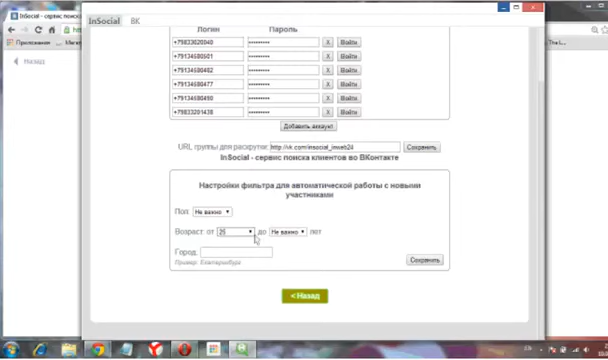 InSocial - сервис поиск
InSocial ВК
Приложения
Назад
Логин Пароль
+79833020040 ********* X Войти
+79134580501 ********* X Войти
+79134580482 ********* X Войти
+79134580477 ********* X Войти
+79134580490 ********* X Войти
+79833201438 ********* X Войти
Добавить аккаунт
URL группы для раскрутки: http://vk.com/insocial_inweb24 Сохранить
InSocial - сервис поиска клиентов во ВКонтакте
Настройки фильтра для автоматической работы с новыми
участниками
Пол: Не важно
Возраст: от 25 до Не важно лет
Город:
Пример: Екатеринбург
Сохранить
< Назад